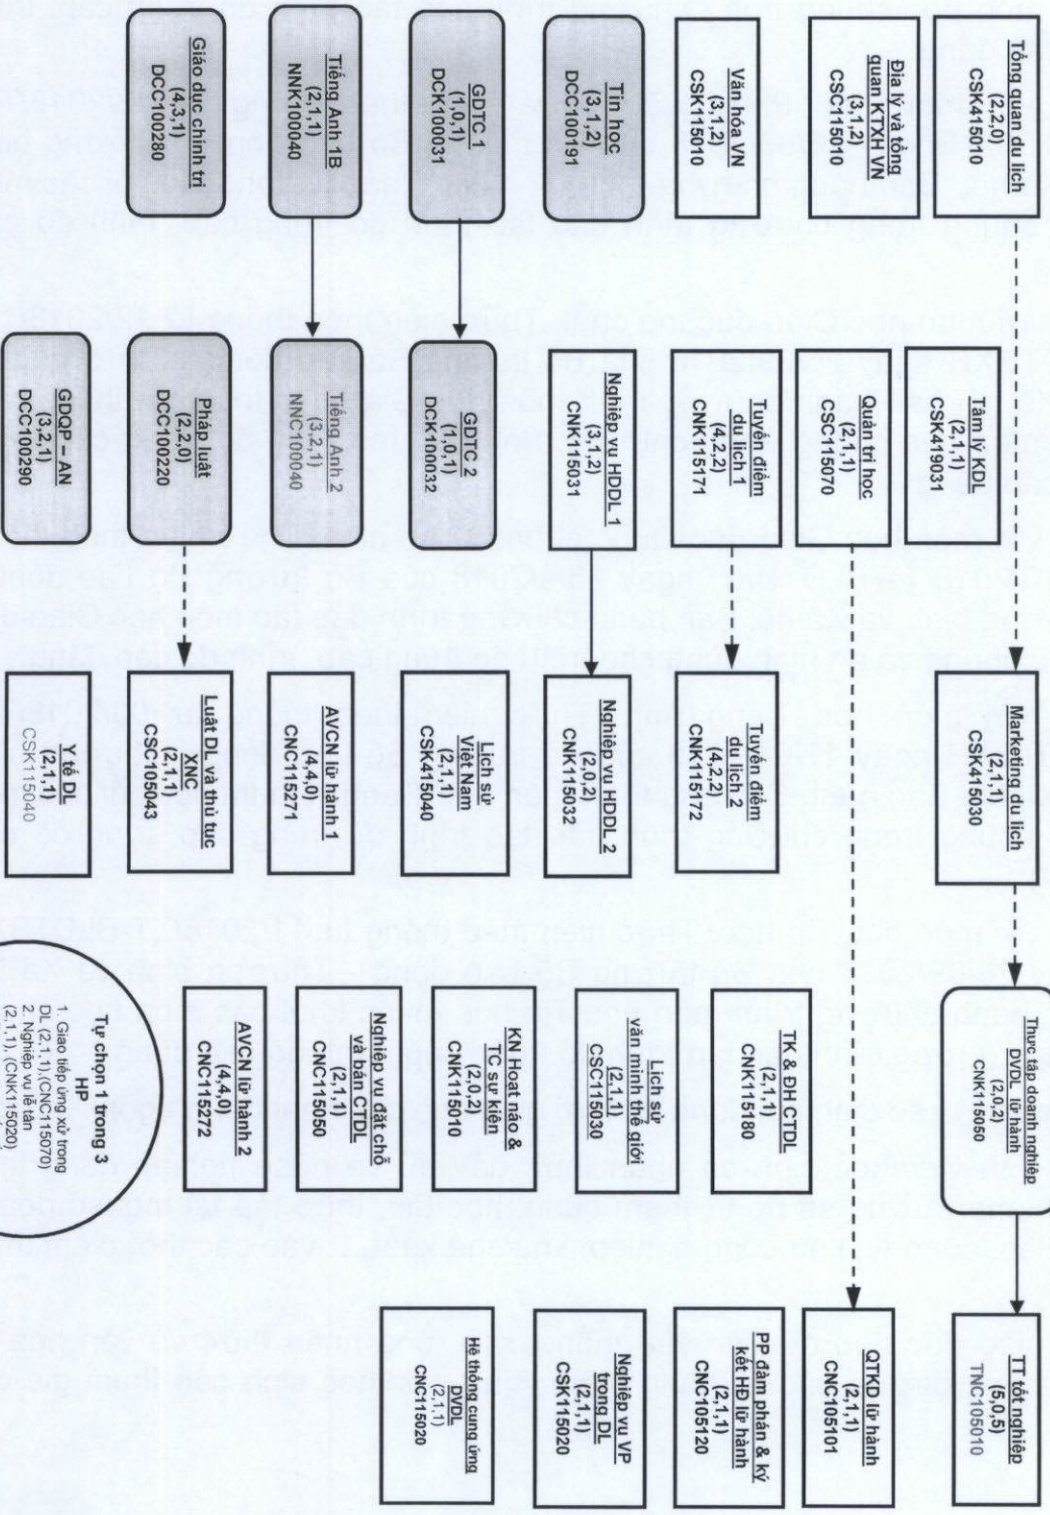 Tổng quan du lịch
(2,2,0)
CSK415010
Địa lý và tổng
quan KTXH VN
(3,1,2)
CSC115010
Văn hóa VN
(3,1,2)
CSK115010
Tin học
(3,1,2)
DCC100191
GDTC 1
(1,0,1)
DCK100031
Tiếng Anh1B
(2,1,1)
NNK100040
Giáo dục chính trị
(4,3,1)
DCC100280
Tâm lý KDL
(2,1,1)
CSK419031
Quản trị học
(2,1,1)
CSC115070
Tuyến điểm
du lịch 1
(4,2,2)
CNK115171
Nghiệp vụ HDDL 1
(3,1,2)
CNK115031
GDTC 2
(1,0,1)
DCK100032
Tiếng Anh 2
(3,2,1)
NNC100040
Pháp luật
(2,2,0)
DCC100220
GDQP – AN
(3,2,1)
DCC100290
Marketing du lịch
(2,1,1)
CSK415030
Tuyến điểm
du lịch 2
(4,2,2)
CNK115172
Nghiệp vụ HDDL 2
(2,0,2)
CNK115032
Lịch sử
Việt Nam
(2,1,1)
CSK415040
AVCN lữ hành 1
(4,4,0)
CNC115271
Luật DL và thủ tục
XNC
(2,1,1)
CSC105043
Y tế DL
(2,1,1)
CSK115040
Thực tập doanh nghiệp
DVDL lữ hành
(2,0,2)
CNK115050
TK & ĐH CTDL
(2,1,1)
CNK115180
Lịch sử
văn minh thế giới
(2,1,1)
CSC115030
KN Hoạt náo &
TC sự kiện
(2,0,2)
CNK115010
Nghiệp vụ đặt chỗ
và bán CTDL
(2,1,1)
CNC115050
AVCN lữ hành 2
(4,4,0)
CNC115272
Tự chọn 1 trong 3
HP
1. Giao tiếp ứng xử trong
DL (2,1,1),(CNC115070)
2. Nghiệp vụ lễ tân
(2,1,1), (CNK115020)
TT tốt nghiệp
(5,0,5)
TNC105010
QTKD lữ hành
(2,1,1)
CNC105101
PP đàm phán & ký
kết HĐ lữ hành
(2,1,1)
CNC105120
Nghiệp vụ VP
trong DL
(2,1,1)
CSK115020
Hệ thống cung ứng
DVDL
(2,1,1)
CNC115020